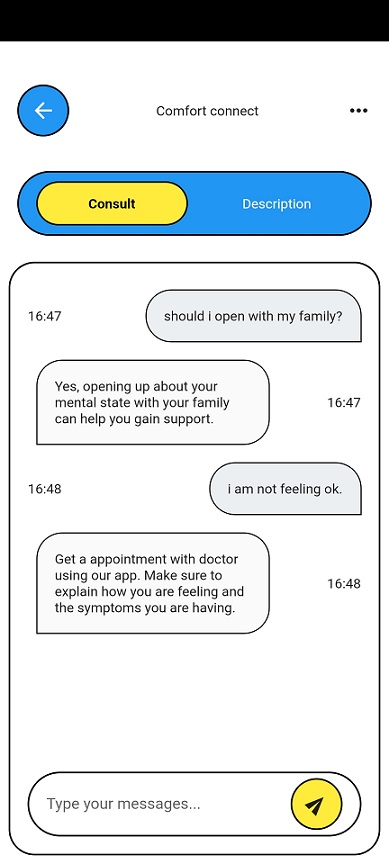 Comfort connect
Consult
Description
16:47
should i open with my family?
Yes, opening up about your
mental state with your family
can help you gain support.
16:47
16:48
i am not feeling ok.
Get a appointment with doctor
using our app. Make sure to
explain how you are feeling and
the symptoms you are having.
16:48
Type your messages...